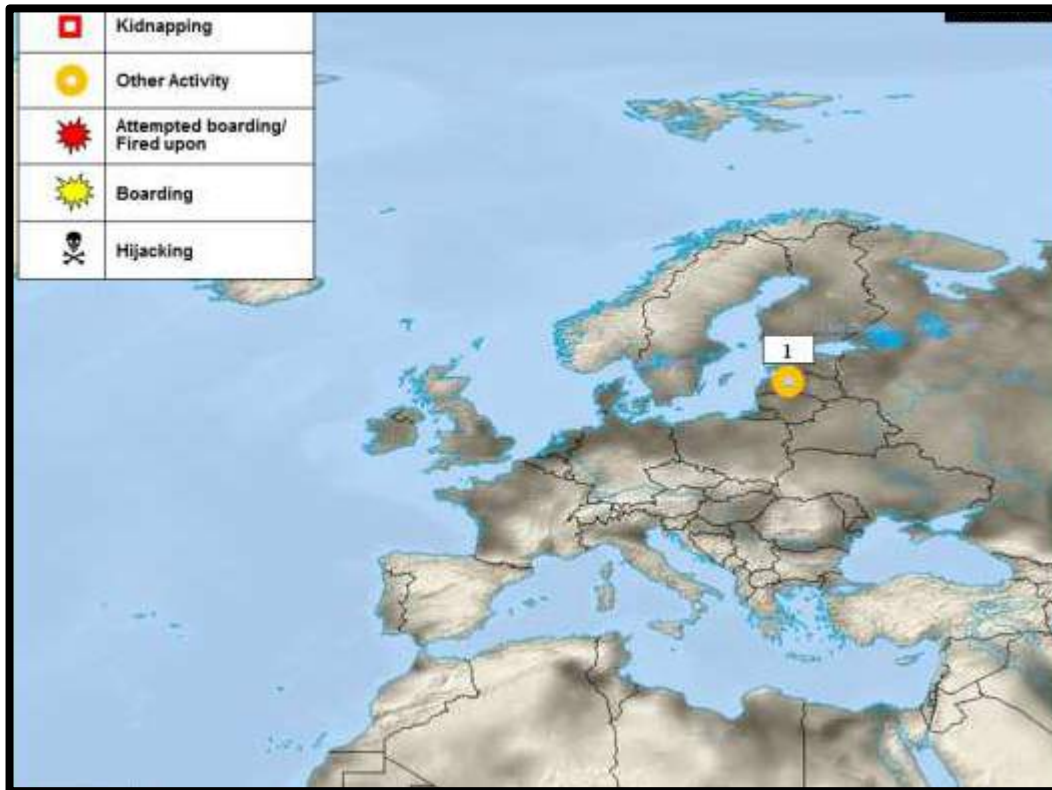 Kidnapping
Other Activity
Attempted boarding/
Fired upon
Boarding
Hijacking
1